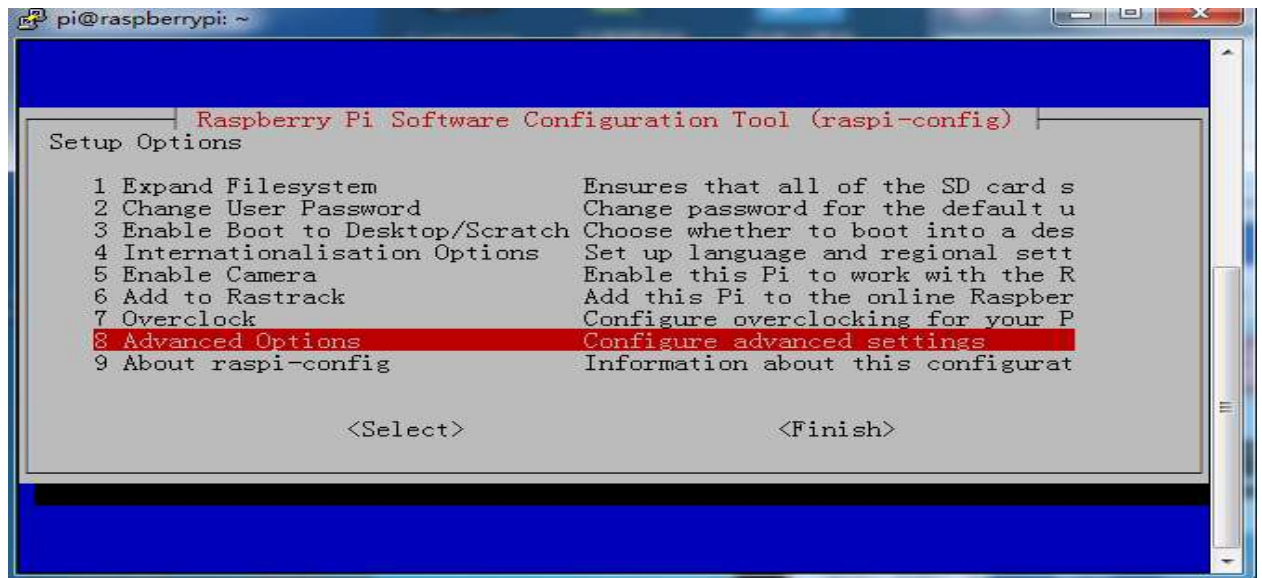 pi@raspberrypi: ~
Raspberry Pi Software Configuration Tool (raspi-config)
Setup Options
1 Expand Filesystem Ensures that all of the SD card s
2 Change User Password Change password for the default u
3 Enable Boot to Desktop/Scratch Choose whether to boot into a des
4 Internationalisation Options Set up language and regional sett
5 Enable Camera Enable this Pi to work with the R
6 Add to Rastrack Add this Pi to the online Raspber
7 Overclock Configure overclocking for your P
8 Advanced Options Configure advanced settings
9 About raspi-config Information about this configurat
<Select> <Finish>